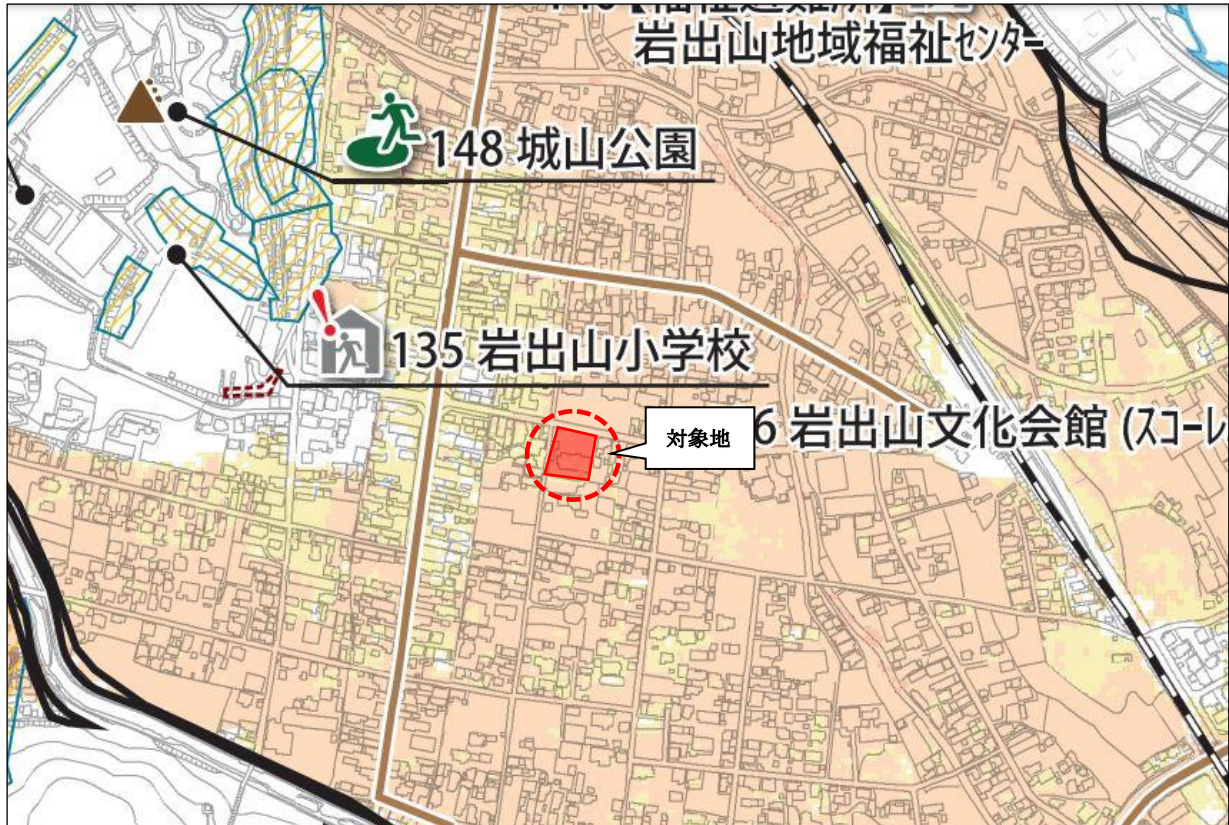 岩出山地域福祉センター
148 城山公園
135 岩出山小学校
対象地
6 岩出山文化会館 (スコーレ